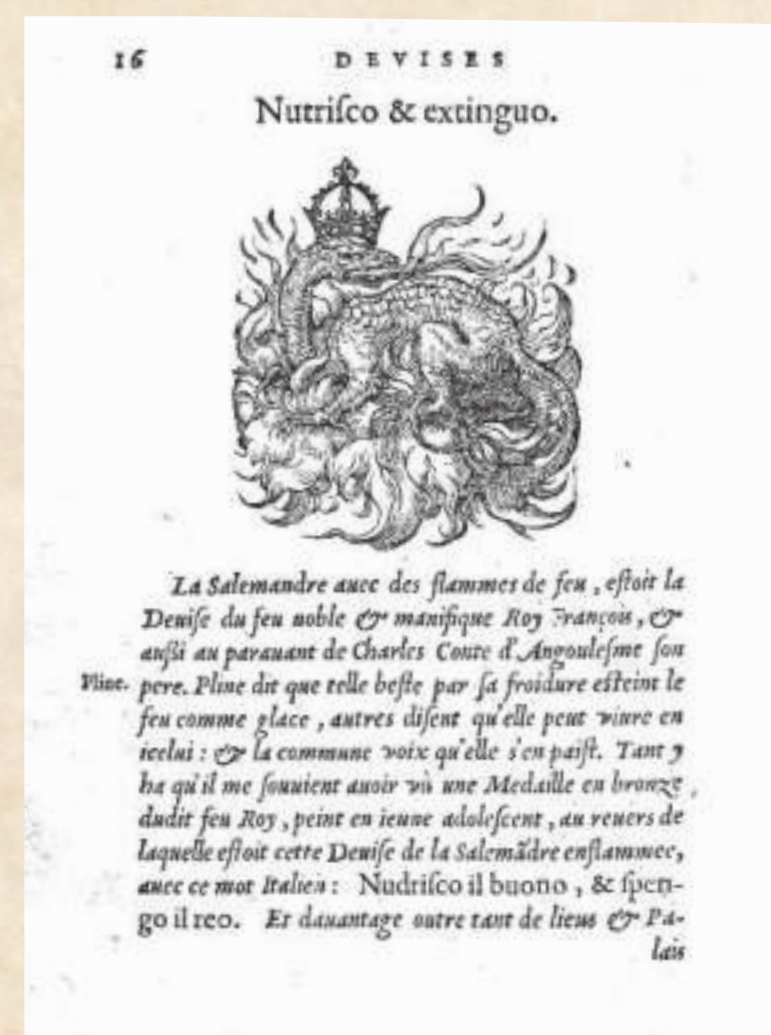 16 DEVISES
Nutriſco & extinguo.
La Salemandre auec des flammes de feu, eſtoit la
Deuiſe du feu noble & manifique Roy François, &
außi au parauant de Charles Conte d'Angouleſme ſon
Pline. pere. Pline dit que telle beſte par ſa froidure eſteint le
feu comme glace, autres diſent qu'elle peut viure en
icelui : & la commune voix qu'elle s'en paiſt. Tant y
ha qu'il me ſouuient auoir vù une Medaille en bronze,
dudit feu Roy, peint en ieune adoleſcent, au reuers de
laquelle eſtoit cette Deuiſe de la Salemãdre enflammee,
auec ce mot Italien : Nudriſco il buono, & ſpen-
go il reo. Et dauantage outre tant de lieus & Pa-
lais